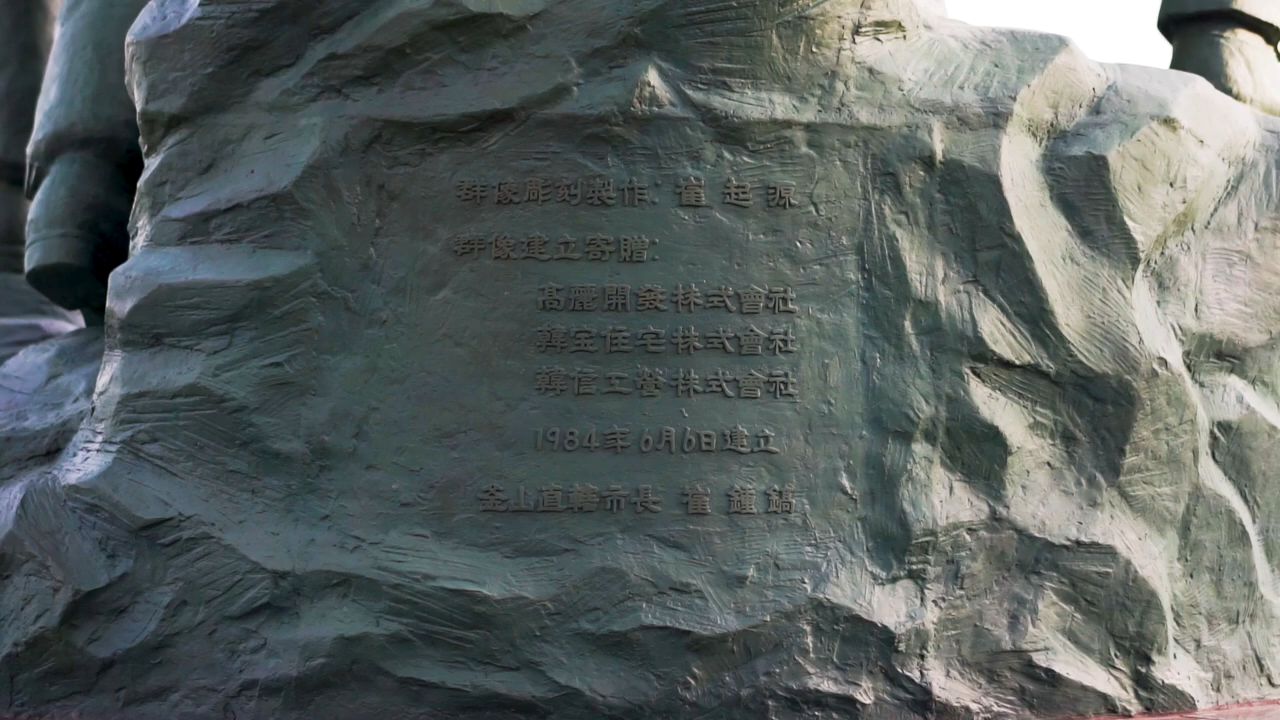 群像彫刻製作: 崔起源
群像建立寄贈:
高麗開發株式會社
韓宝住宅株式會社
韓信工營株式會社
1984年 6月6日 建立
釜山直轄市長 崔鍾鎬